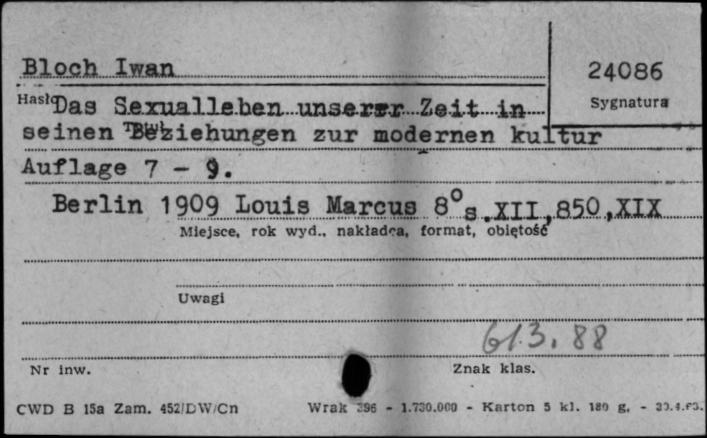 Bloch Iwan
24086
Hasło Das Sexualleben unserer Zeit in
Sygnatura
seinen Beziehungen zur modernen kultur
Auflage 7 - 9.
Berlin 1909 Louis Marcus 8° s.XII,850,XIX
Miejsce, rok wyd., nakładca, format, objętość
Uwagi
613.88
Nr inw.
Znak klas.
CWD B 15a Zam. 452/DW/Cn
Wrak 396 - 1.730.000 - Karton 5 kl. 180 g. -